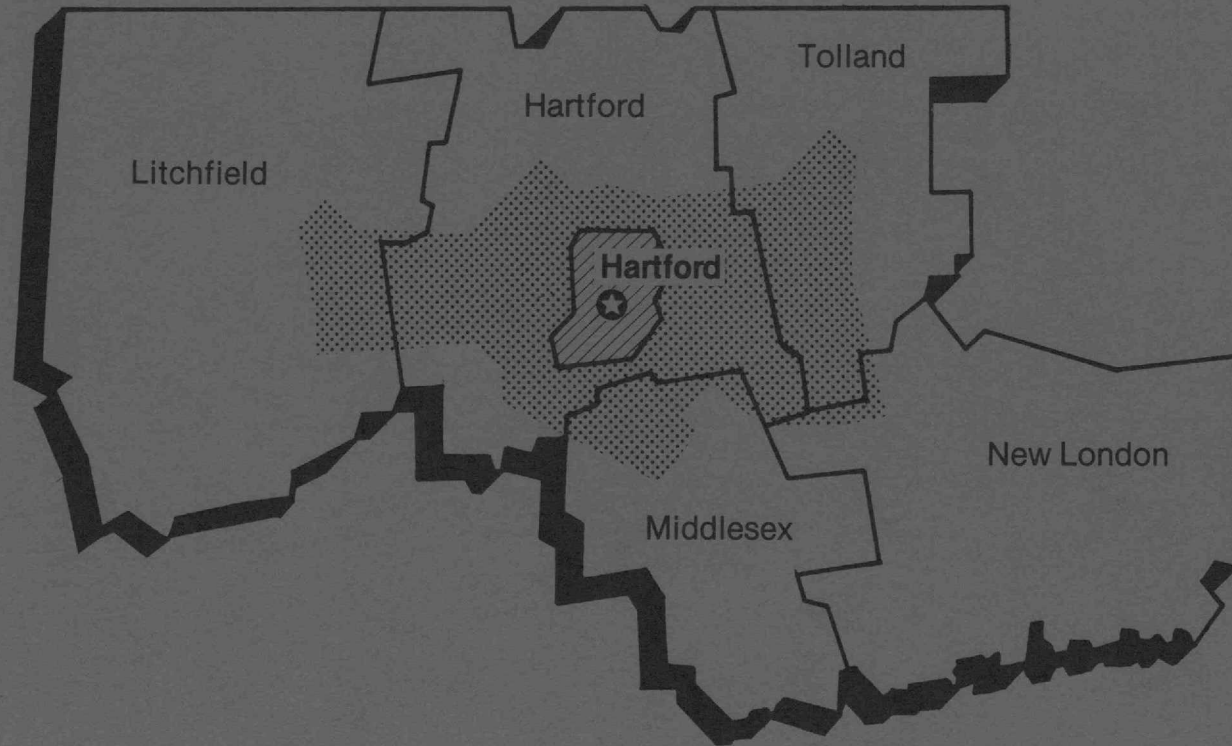 Tolland
Hartford
Litchfield
Hartford
New London
Middlesex